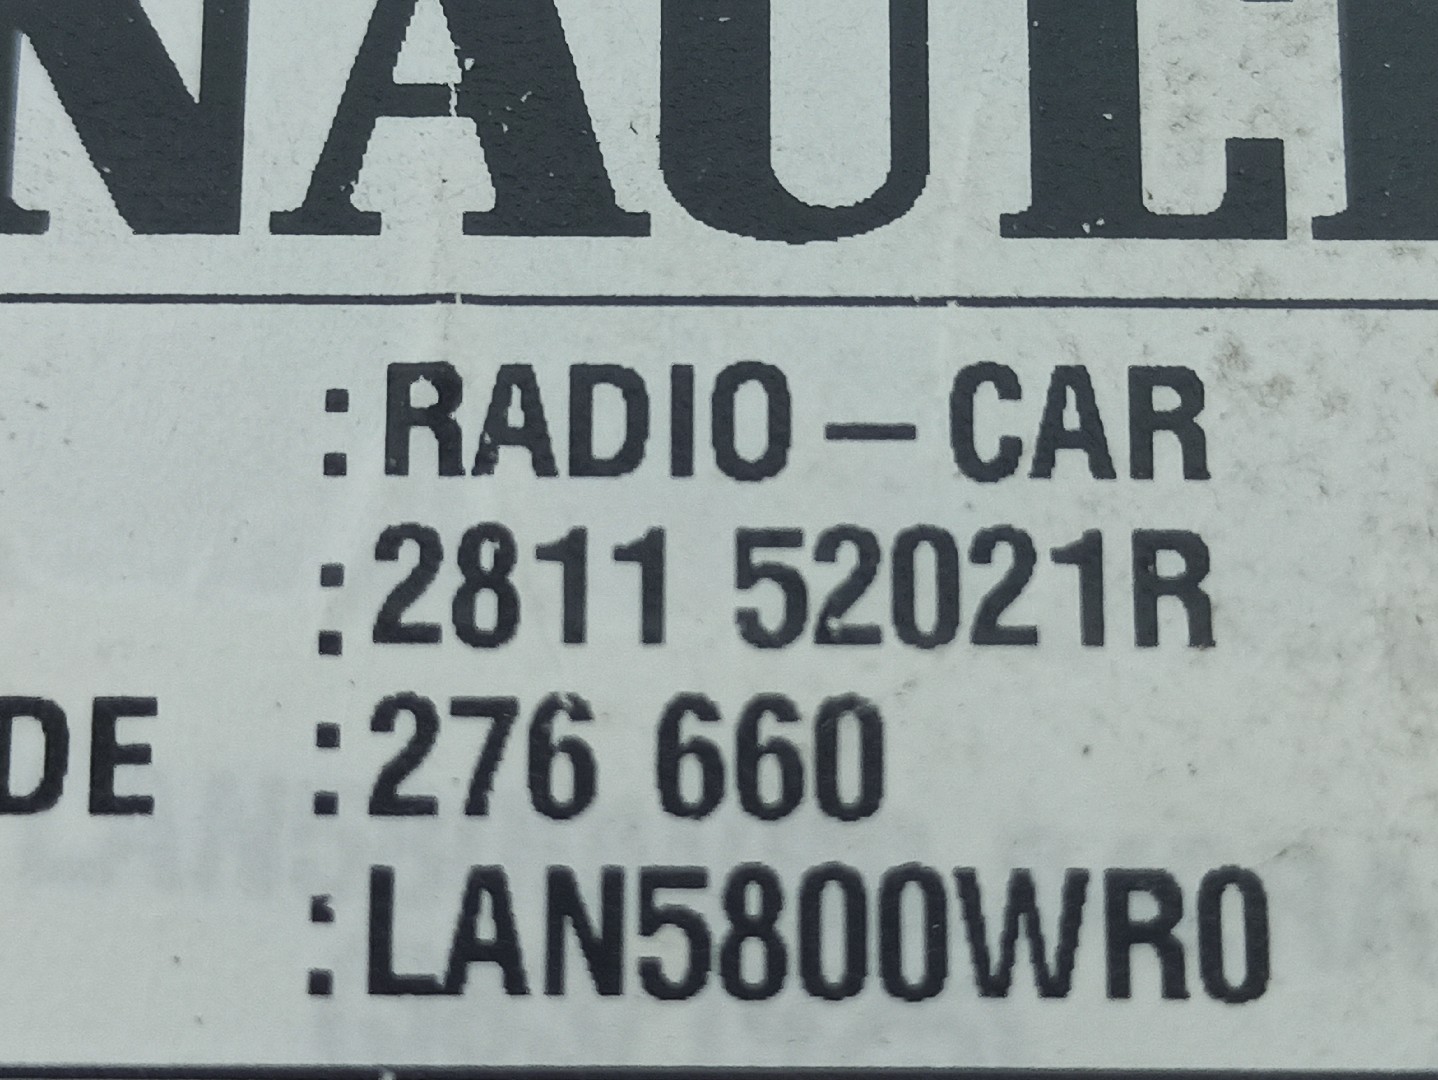 NAUL
:RADIO-CAR
:2811 52021R
DE :276 660
:LAN5800WR0